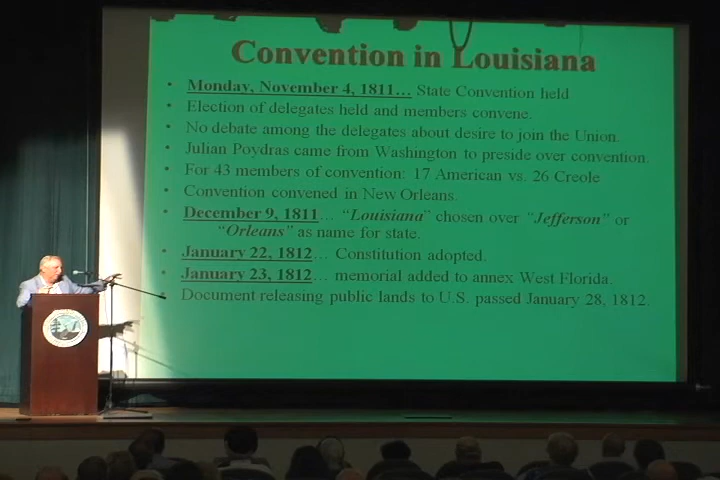 Convention in Louisiana
• Monday, November 4, 1811… State Convention held
• Election of delegates held and members convene.
• No debate among the delegates about desire to join the Union.
• Julian Poydras came from Washington to preside over convention.
• For 43 members of convention: 17 American vs. 26 Creole
• Convention convened in New Orleans.
• December 9, 1811… "Louisiana" chosen over "Jefferson" or
"Orleans" as name for state.
• January 22, 1812… Constitution adopted.
• January 23, 1812… memorial added to annex West Florida.
• Document releasing public lands to U.S. passed January 28, 1812.